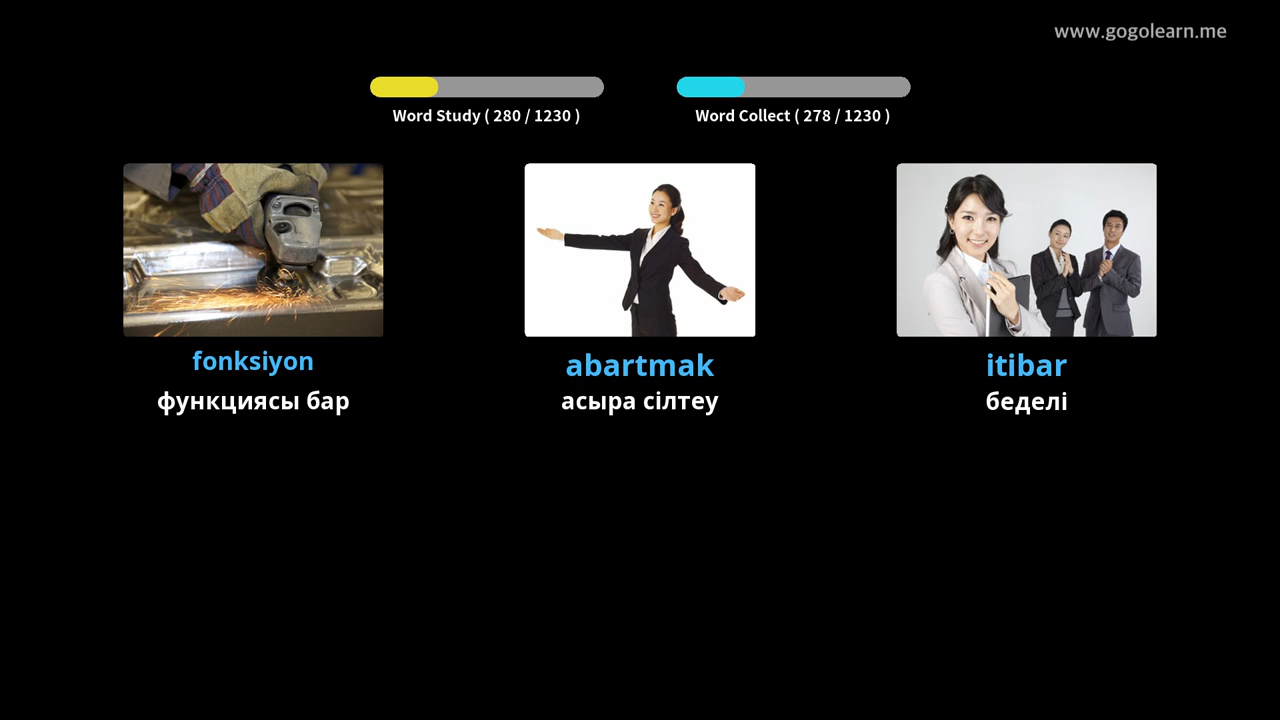 www.gogolearn.me
Word Study ( 280 / 1230 )
Word Collect ( 278 / 1230 )
fonksiyon
функциясы бар
abartmak
асыра сілтеу
itibar
беделі